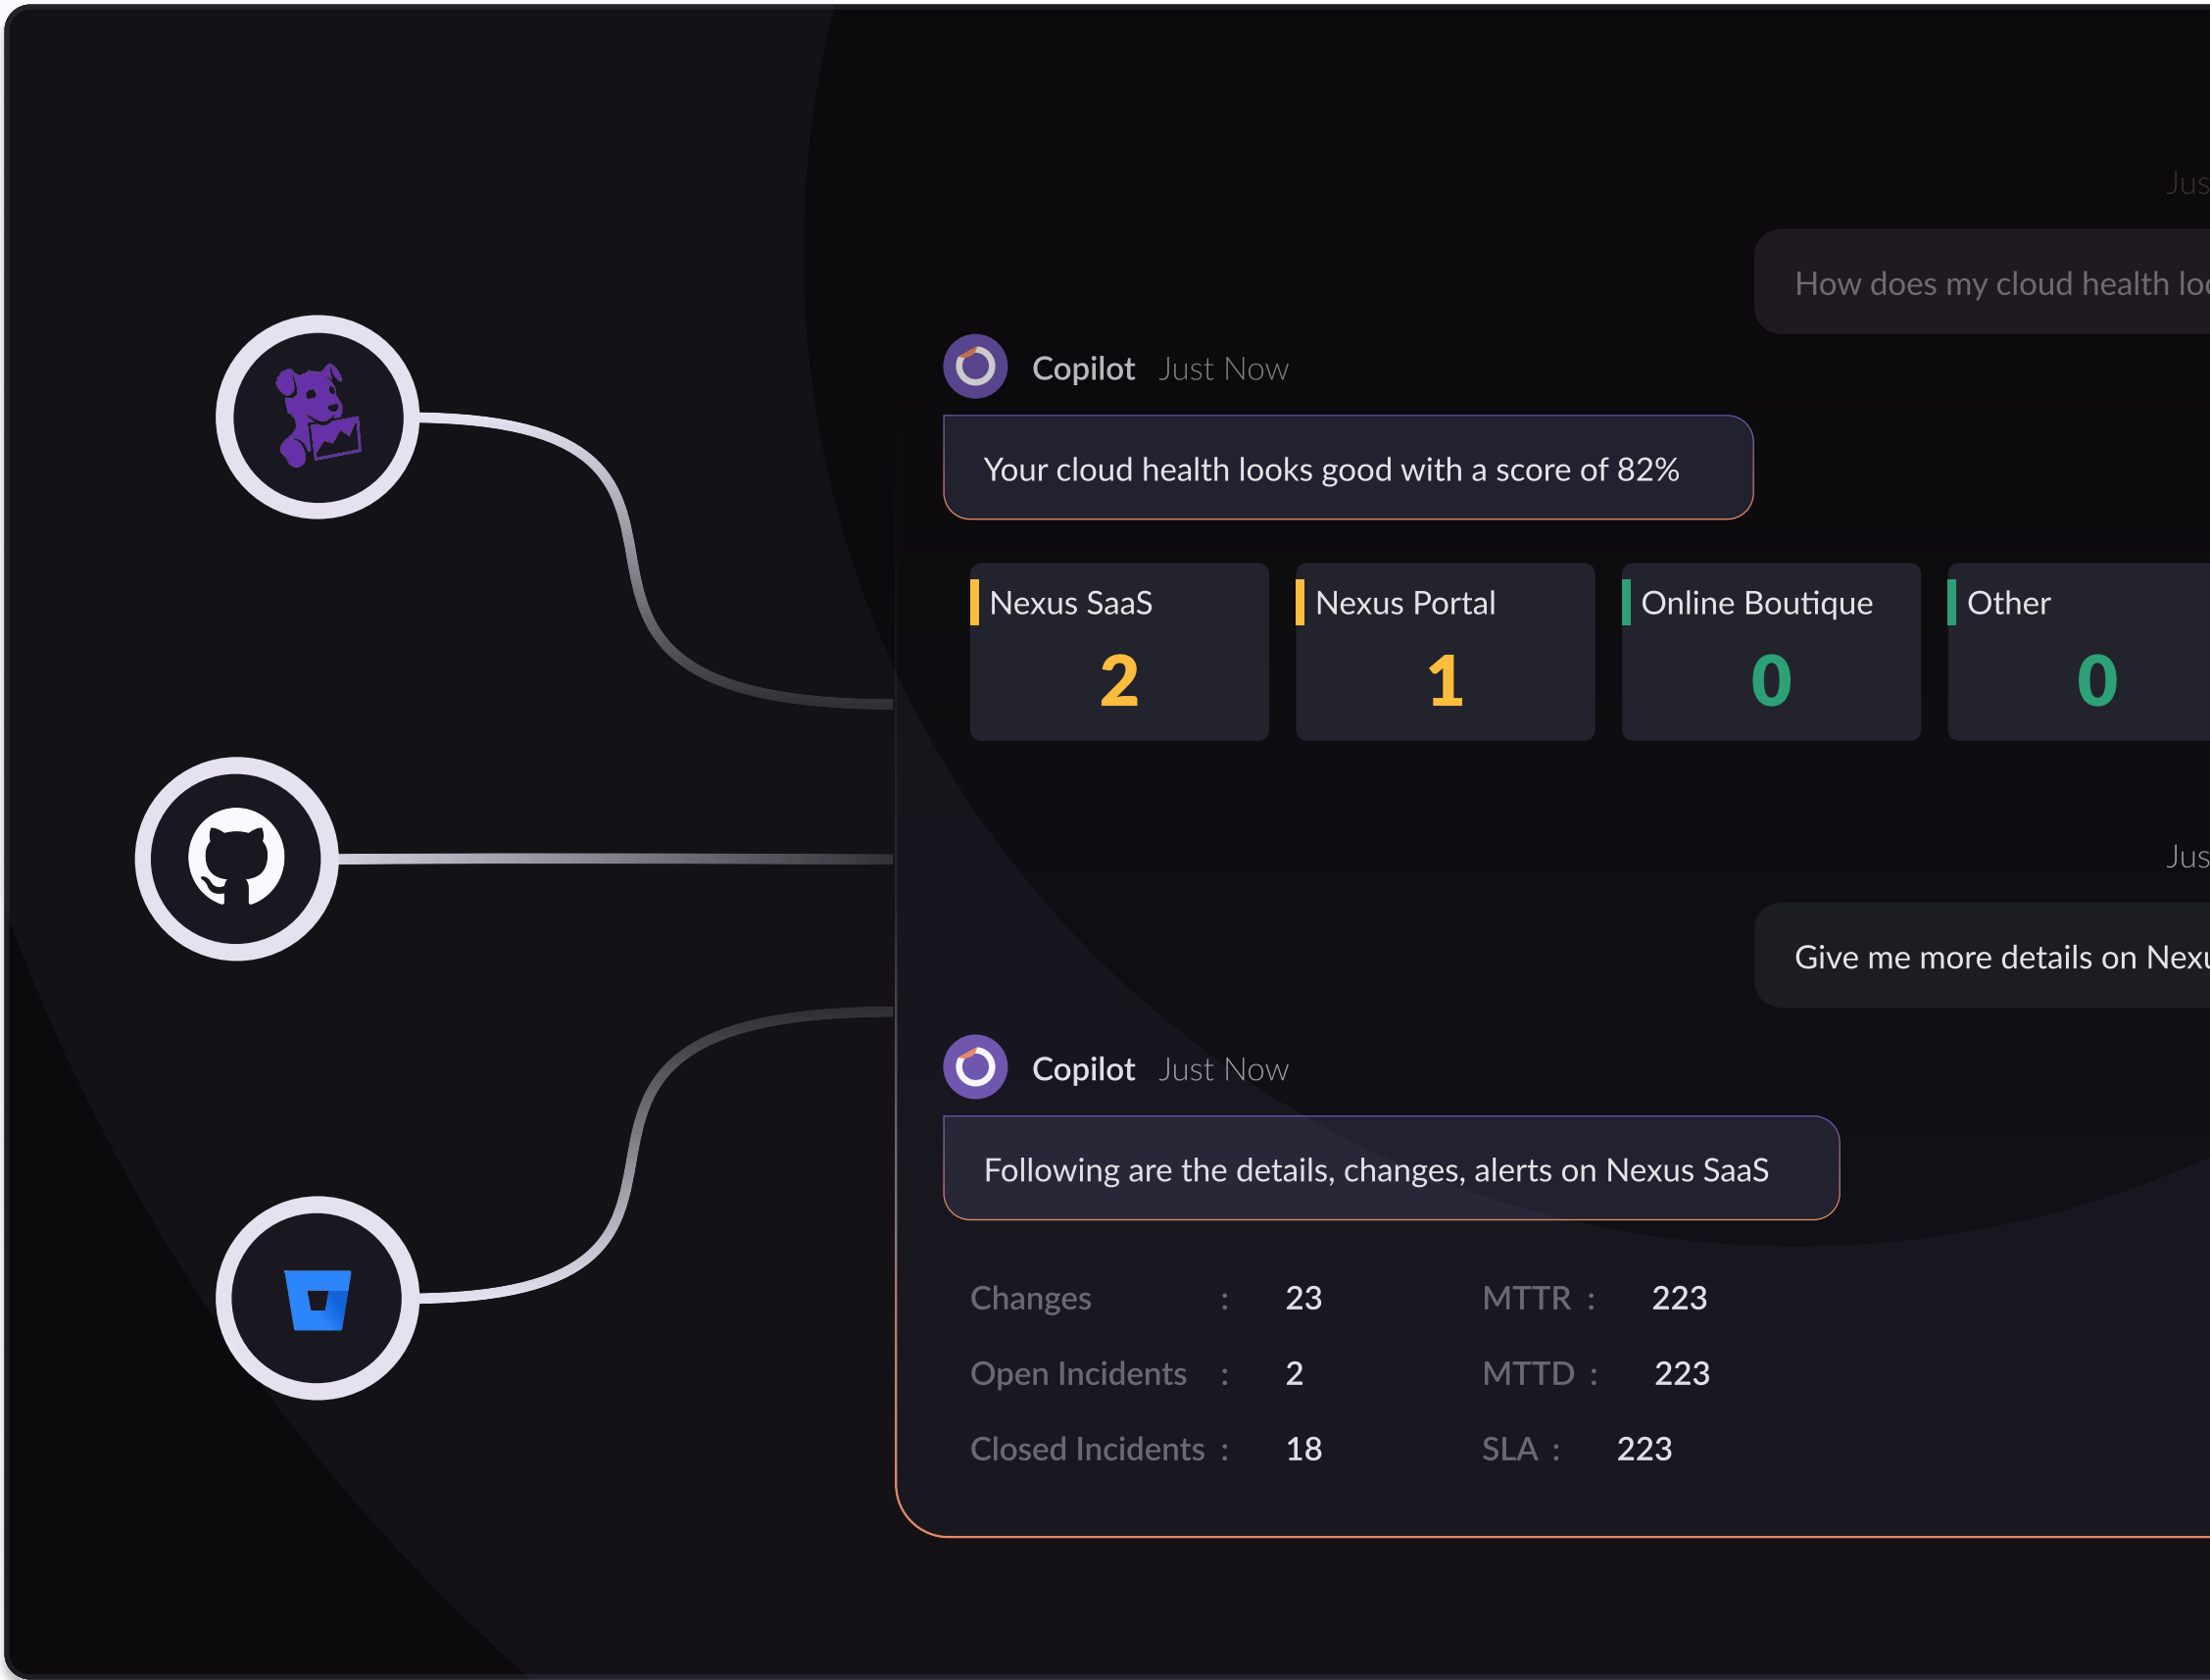 How does my cloud health
Copilot Just Now
Your cloud health looks good with a score of 82%
Nexus SaaS
2
Nexus Portal
1
Online Boutique
0
Other
0
Give me more details on
Copilot Just Now
Following are the details, changes, alerts on Nexus SaaS
Changes : 23 MTTR : 223
Open Incidents : 2 MTTD : 223
Closed Incidents : 18 SLA : 223